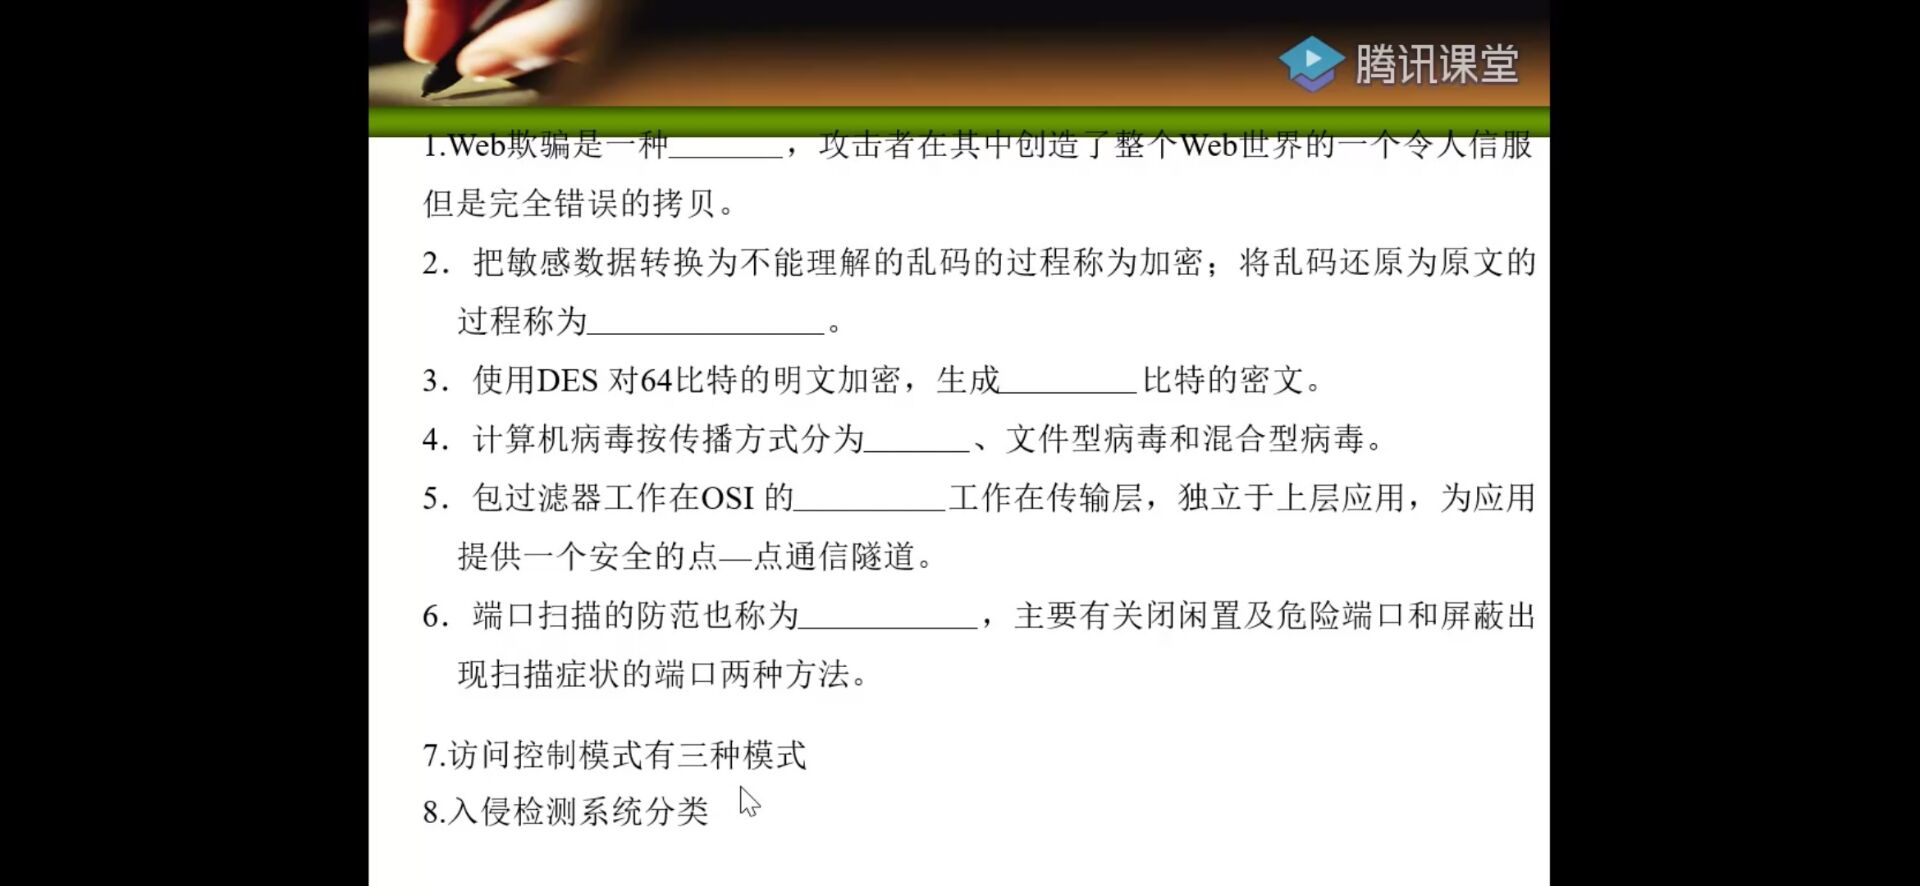 腾讯课堂
1.Web欺骗是一种________，攻击者在其中创造了整个Web世界的一个令人信服
但是完全错误的拷贝。
2．把敏感数据转换为不能理解的乱码的过程称为加密；将乱码还原为原文的
过程称为________________。
3．使用DES 对64比特的明文加密，生成_________比特的密文。
4．计算机病毒按传播方式分为_______、文件型病毒和混合型病毒。
5．包过滤器工作在OSI 的__________工作在传输层，独立于上层应用，为应用
提供一个安全的点—点通信隧道。
6．端口扫描的防范也称为____________，主要有关闭闲置及危险端口和屏蔽出
现扫描症状的端口两种方法。
7.访问控制模式有三种模式
8.入侵检测系统分类